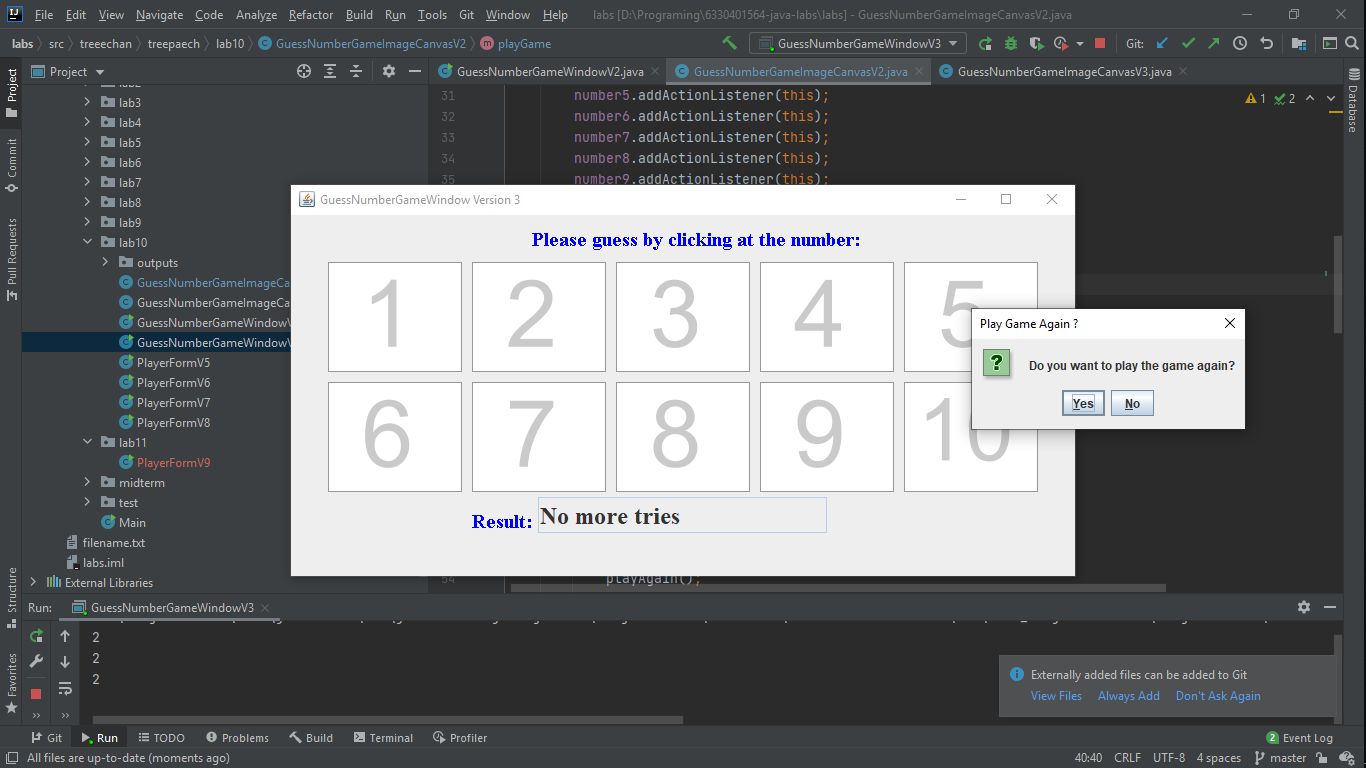 File Edit View Navigate Code Analyze Refactor Build Run Tools Git Window Help labs [D:\Programing\6330401564-java-labs\labs] - GuessNumberGameImageCanvasV2.java
labs src treeechan treepaech lab10 GuessNumberGameImageCanvasV2 playGame GuessNumberGameWindowV3 Git:
Project GuessNumberGameWindowV2.java GuessNumberGameImageCanvasV2.java GuessNumberGameImageCanvasV3.java
Project
Commit
Pull Requests
Structure
Favorites
Database
lab3
lab4
lab5
lab6
lab7
lab8
lab9
lab10
outputs
GuessNumberGameImageCa
GuessNumberGameImageCa
GuessNumberGameWindowV
GuessNumberGameWindowV
PlayerFormV5
PlayerFormV6
PlayerFormV7
PlayerFormV8
lab11
PlayerFormV9
midterm
test
Main
filename.txt
labs.iml
External Libraries
31 number5.addActionListener(this);
32 number6.addActionListener(this);
33 number7.addActionListener(this);
34 number8.addActionListener(this);
35 number9.addActionListener(this);
1 2
GuessNumberGameWindow Version 3
Please guess by clicking at the number:
1 2 3 4 5
6 7 8 9 10
Result: No more tries
Play Game Again ?
? Do you want to play the game again?
Yes No
54 playAgain();
Run: GuessNumberGameWindowV3
2
2
2
Externally added files can be added to Git
View Files Always Add Don't Ask Again
Git Run TODO Problems Build Terminal Profiler 2 Event Log
All files are up-to-date (moments ago) 40:40 CRLF UTF-8 4 spaces master